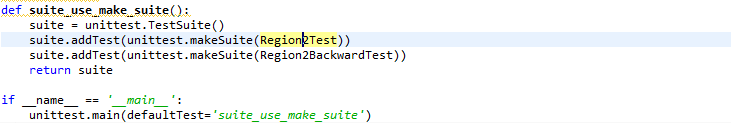 def suite_use_make_suite():
    suite = unittest.TestSuite()
    suite.addTest(unittest.makeSuite(Region2Test))
    suite.addTest(unittest.makeSuite(Region2BackwardTest))
    return suite
if __name__ == '__main__':
    unittest.main(defaultTest='suite_use_make_suite')